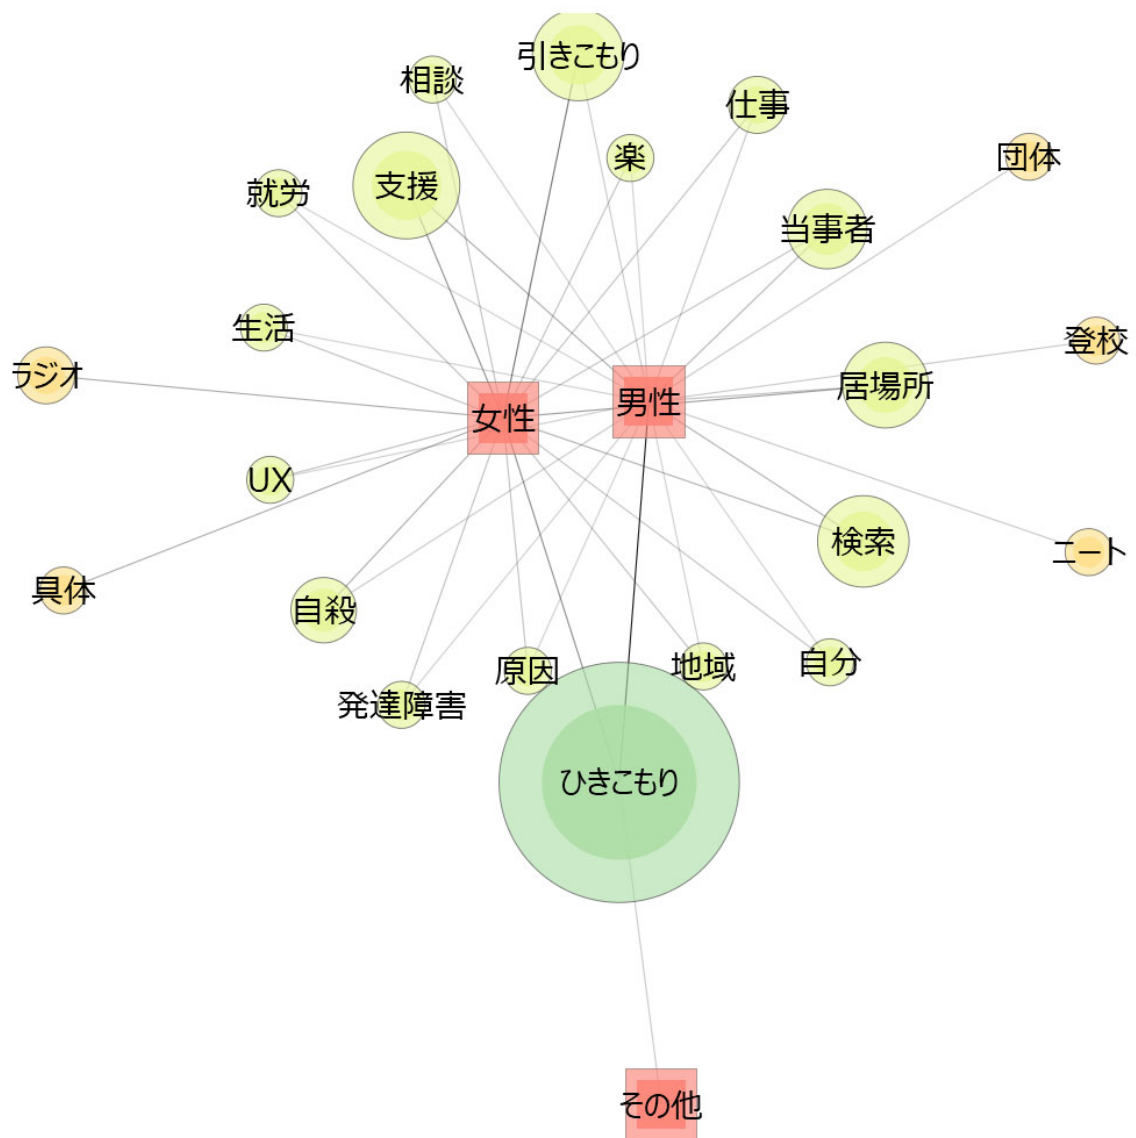 引きこもり
相談
仕事
楽
団体
支援
就労
当事者
生活
登校
ラジオ
居場所
男性
女性
UX
検索
ニート
具体
自殺
原因
地域
自分
発達障害
ひきこもり
その他